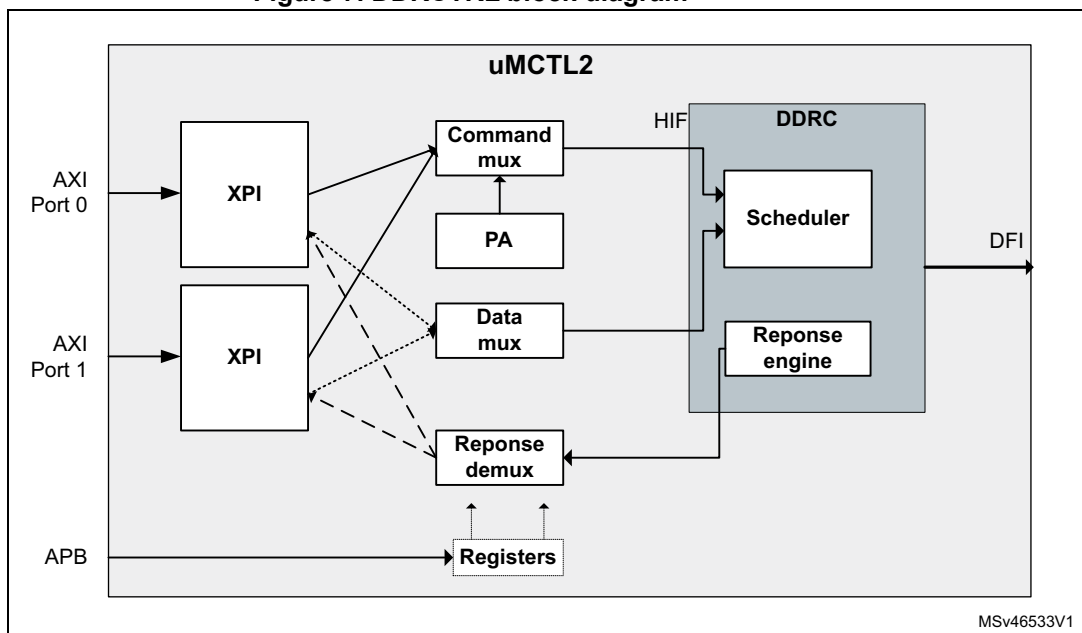 uMCTL2
HIF
DDRC
Command
mux
AXI
Port 0
XPI
Scheduler
PA
DFI
Data
mux
AXI
Port 1
XPI
Reponse
engine
Reponse
demux
APB
Registers
MSv46533V1